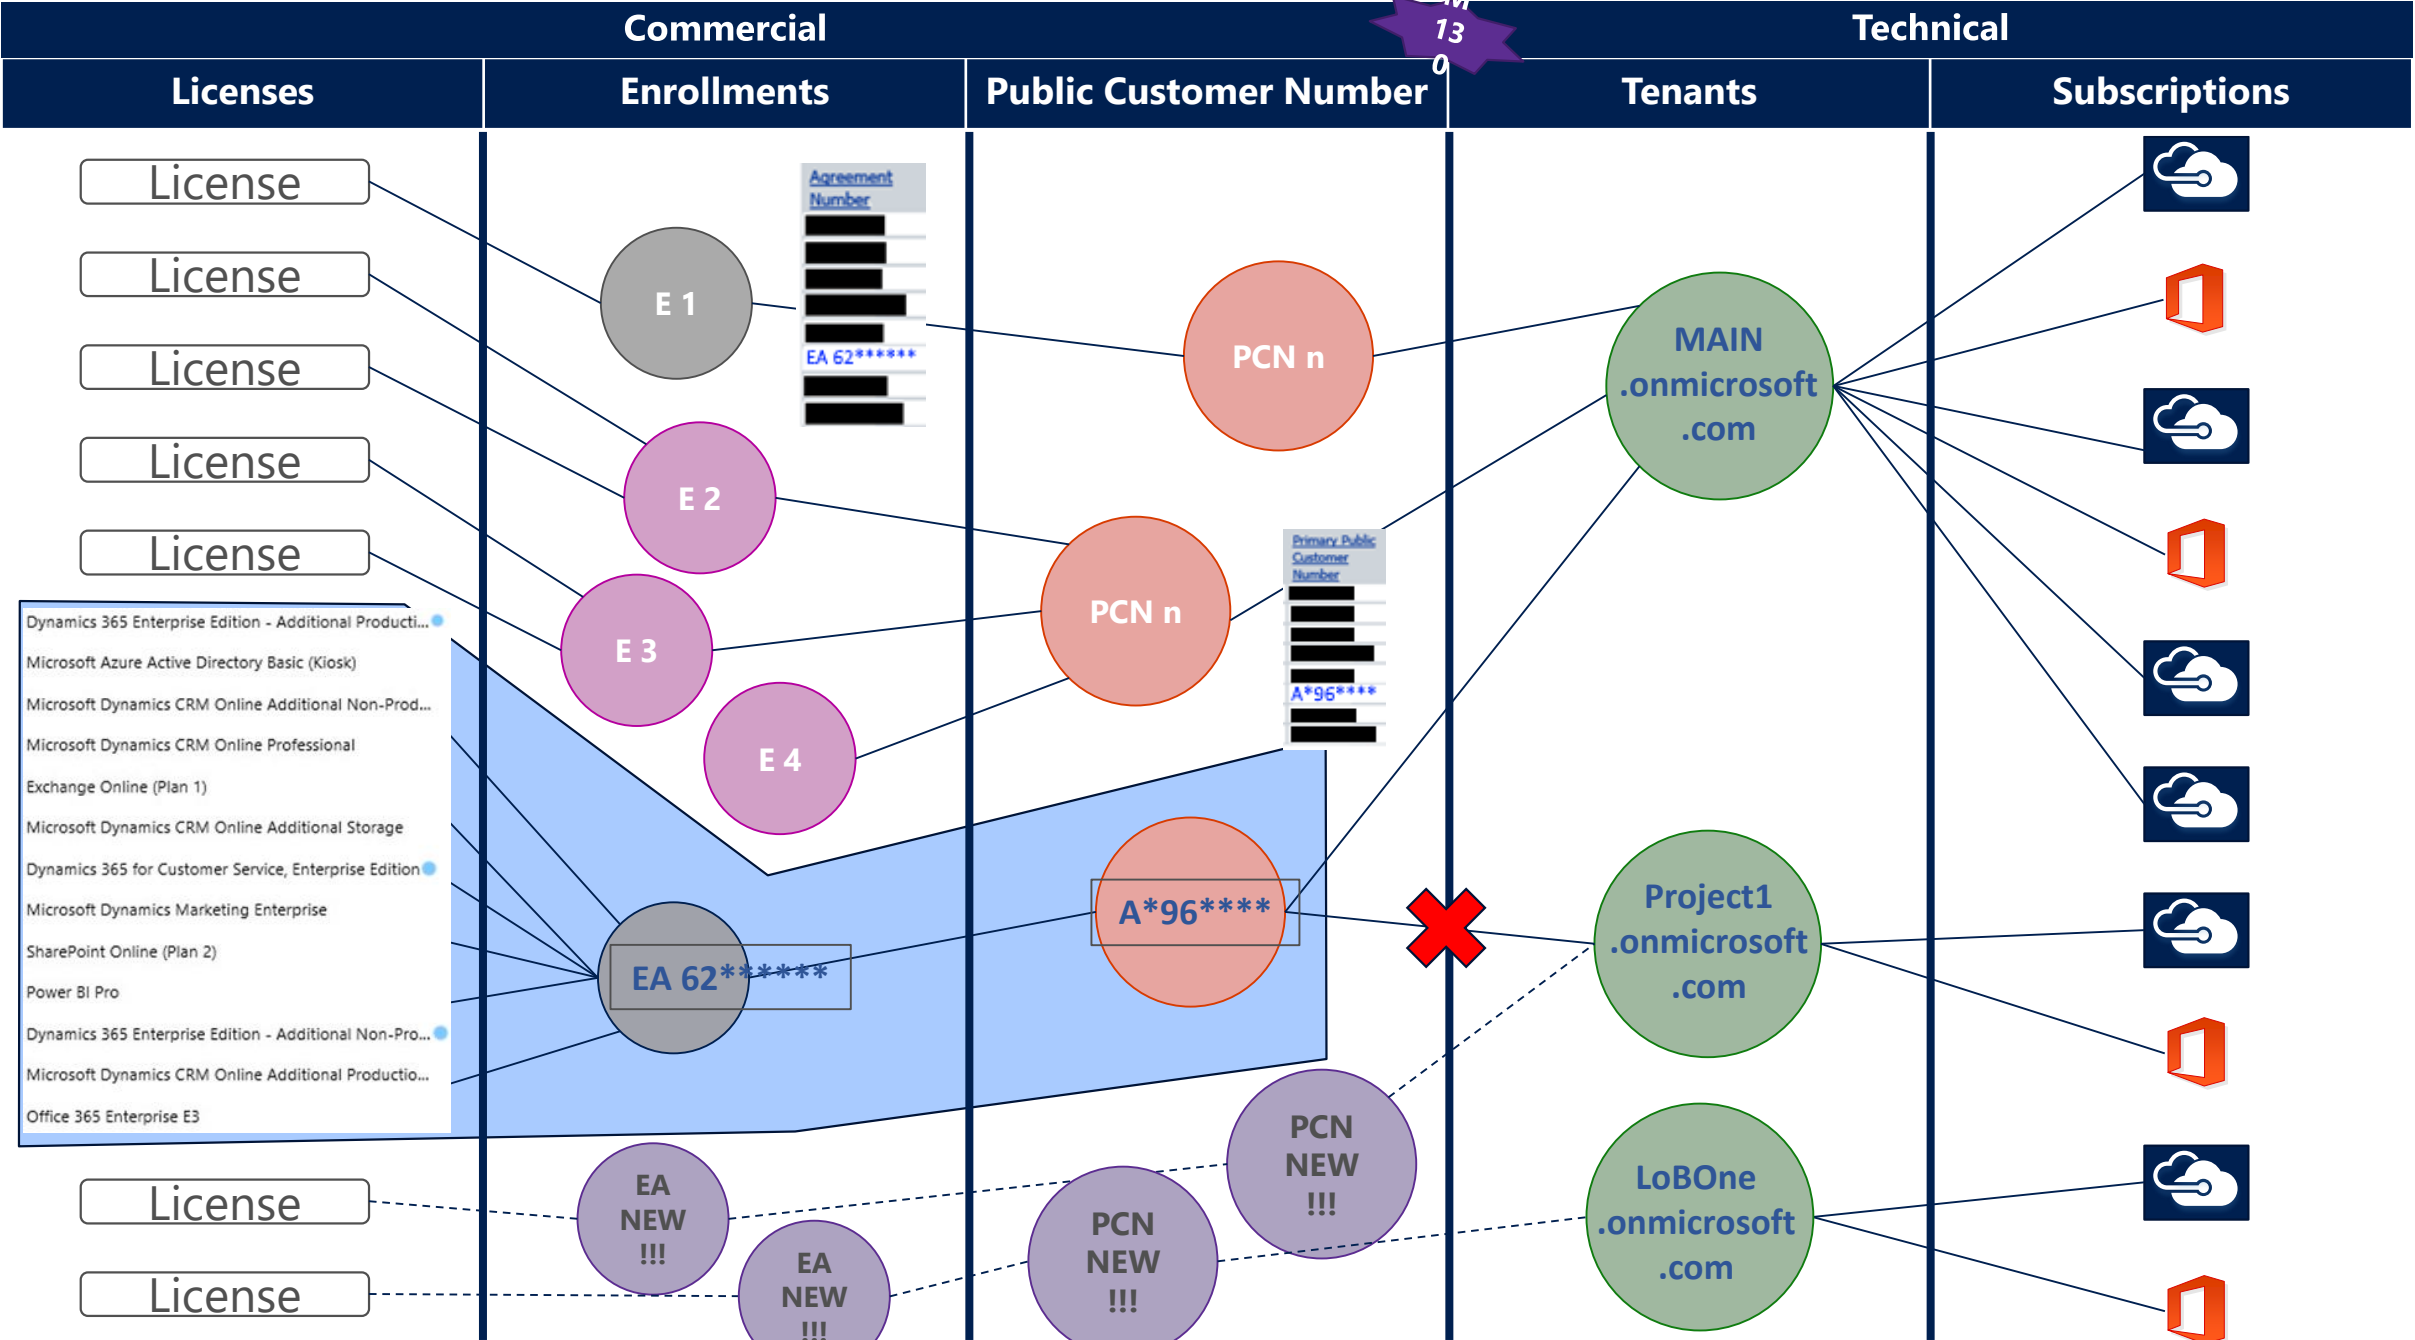 Commercial
Technical
M
13
0
Licenses
Enrollments
Public Customer Number
Tenants
Subscriptions
License
License
License
License
License
Agreement
Number
EA 62******
E 1
E 2
E 3
E 4
PCN n
PCN n
Primary Public
Customer
Number
A*96****
MAIN
.onmicrosoft
.com
Dynamics 365 Enterprise Edition - Additional Producti...
Microsoft Azure Active Directory Basic (Kiosk)
Microsoft Dynamics CRM Online Additional Non-Prod...
Microsoft Dynamics CRM Online Professional
Exchange Online (Plan 1)
Microsoft Dynamics CRM Online Additional Storage
Dynamics 365 for Customer Service, Enterprise Edition
Microsoft Dynamics Marketing Enterprise
SharePoint Online (Plan 2)
Power BI Pro
Dynamics 365 Enterprise Edition - Additional Non-Pro...
Microsoft Dynamics CRM Online Additional Productio...
Office 365 Enterprise E3
EA 62******
A*96****
Project1
.onmicrosoft
.com
License
License
EA
NEW
!!!
EA
NEW
!!!
PCN
NEW
!!!
PCN
NEW
!!!
LoBOne
.onmicrosoft
.com